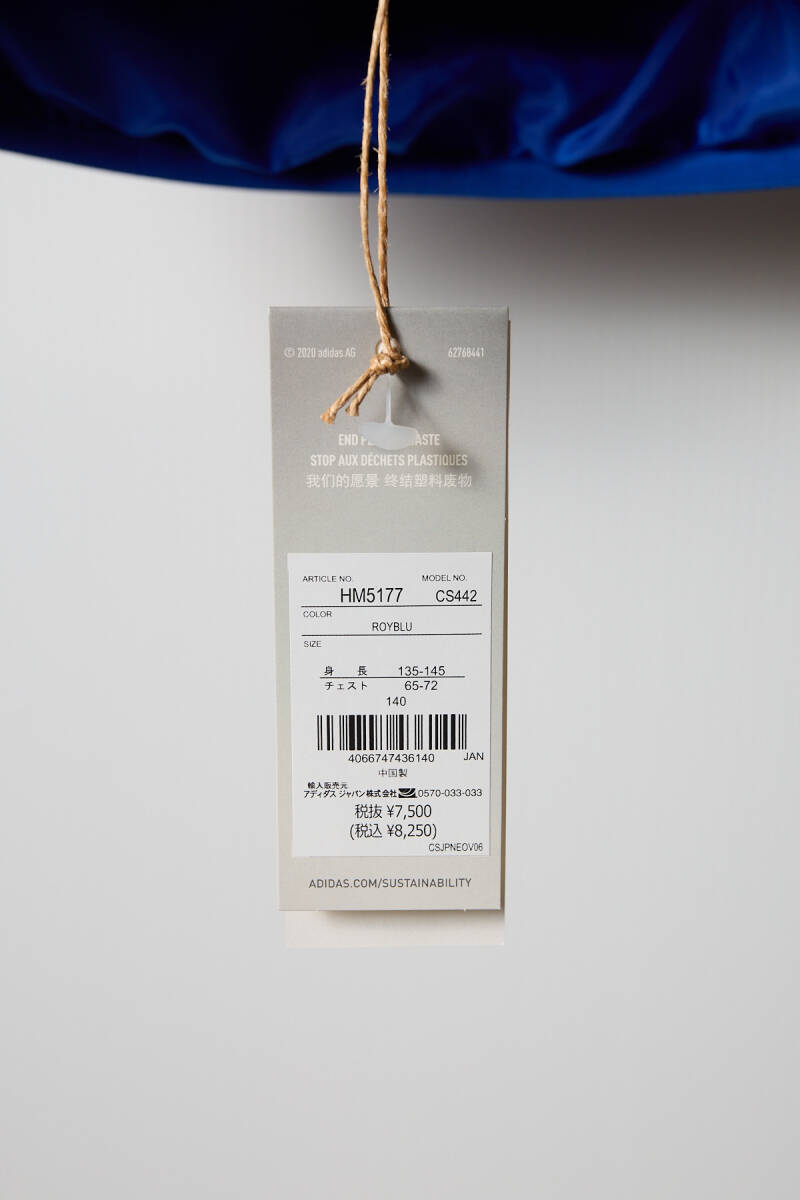 © 2020 adidas AG 62768441
END
STOP AUX DÉCHETS PLASTIQUES
我们的愿景 终结塑料废物
ARTICLE NO. MODEL NO.
HM5177 CS442
COLOR
ROYBLU
SIZE
身 長 135-145
チェスト 65-72
140
4066747436140 JAN
中国製
輸入販売元
アディダス ジャパン株式会社 0570-033-033
税抜 ¥7,500
(税込 ¥8,250)
CSJPNEOV06
ADIDAS.COM/SUSTAINABILITY